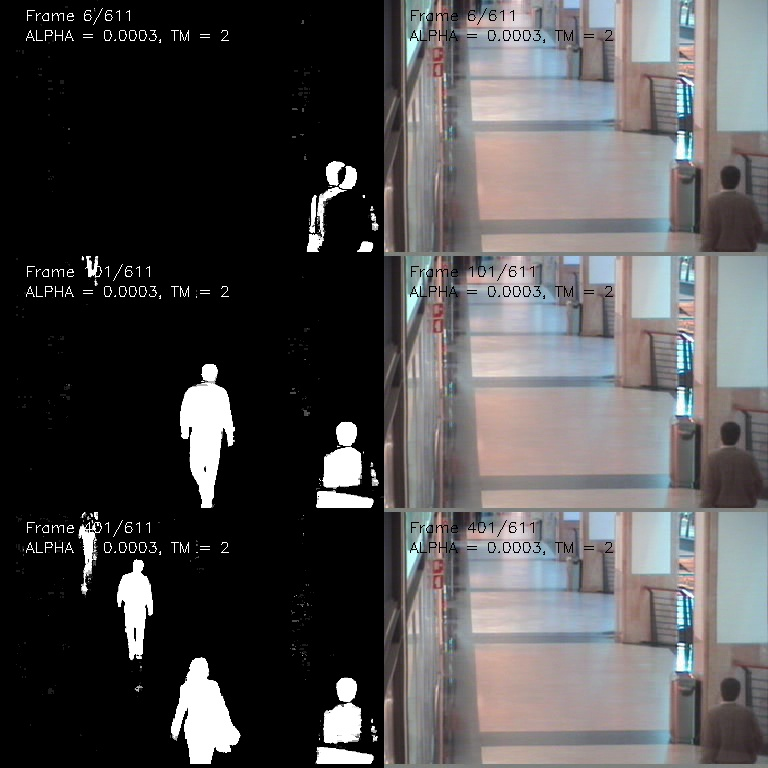 Frame 6/611
ALPHA = 0.0003, TM = 2
Frame 6/611
ALPHA = 0.0003, TM = 2
Frame 101/611
ALPHA = 0.0003, TM = 2
Frame 101/611
ALPHA = 0.0003, TM = 2
Frame 401/611
ALPHA = 0.0003, TM = 2
Frame 401/611
ALPHA = 0.0003, TM = 2